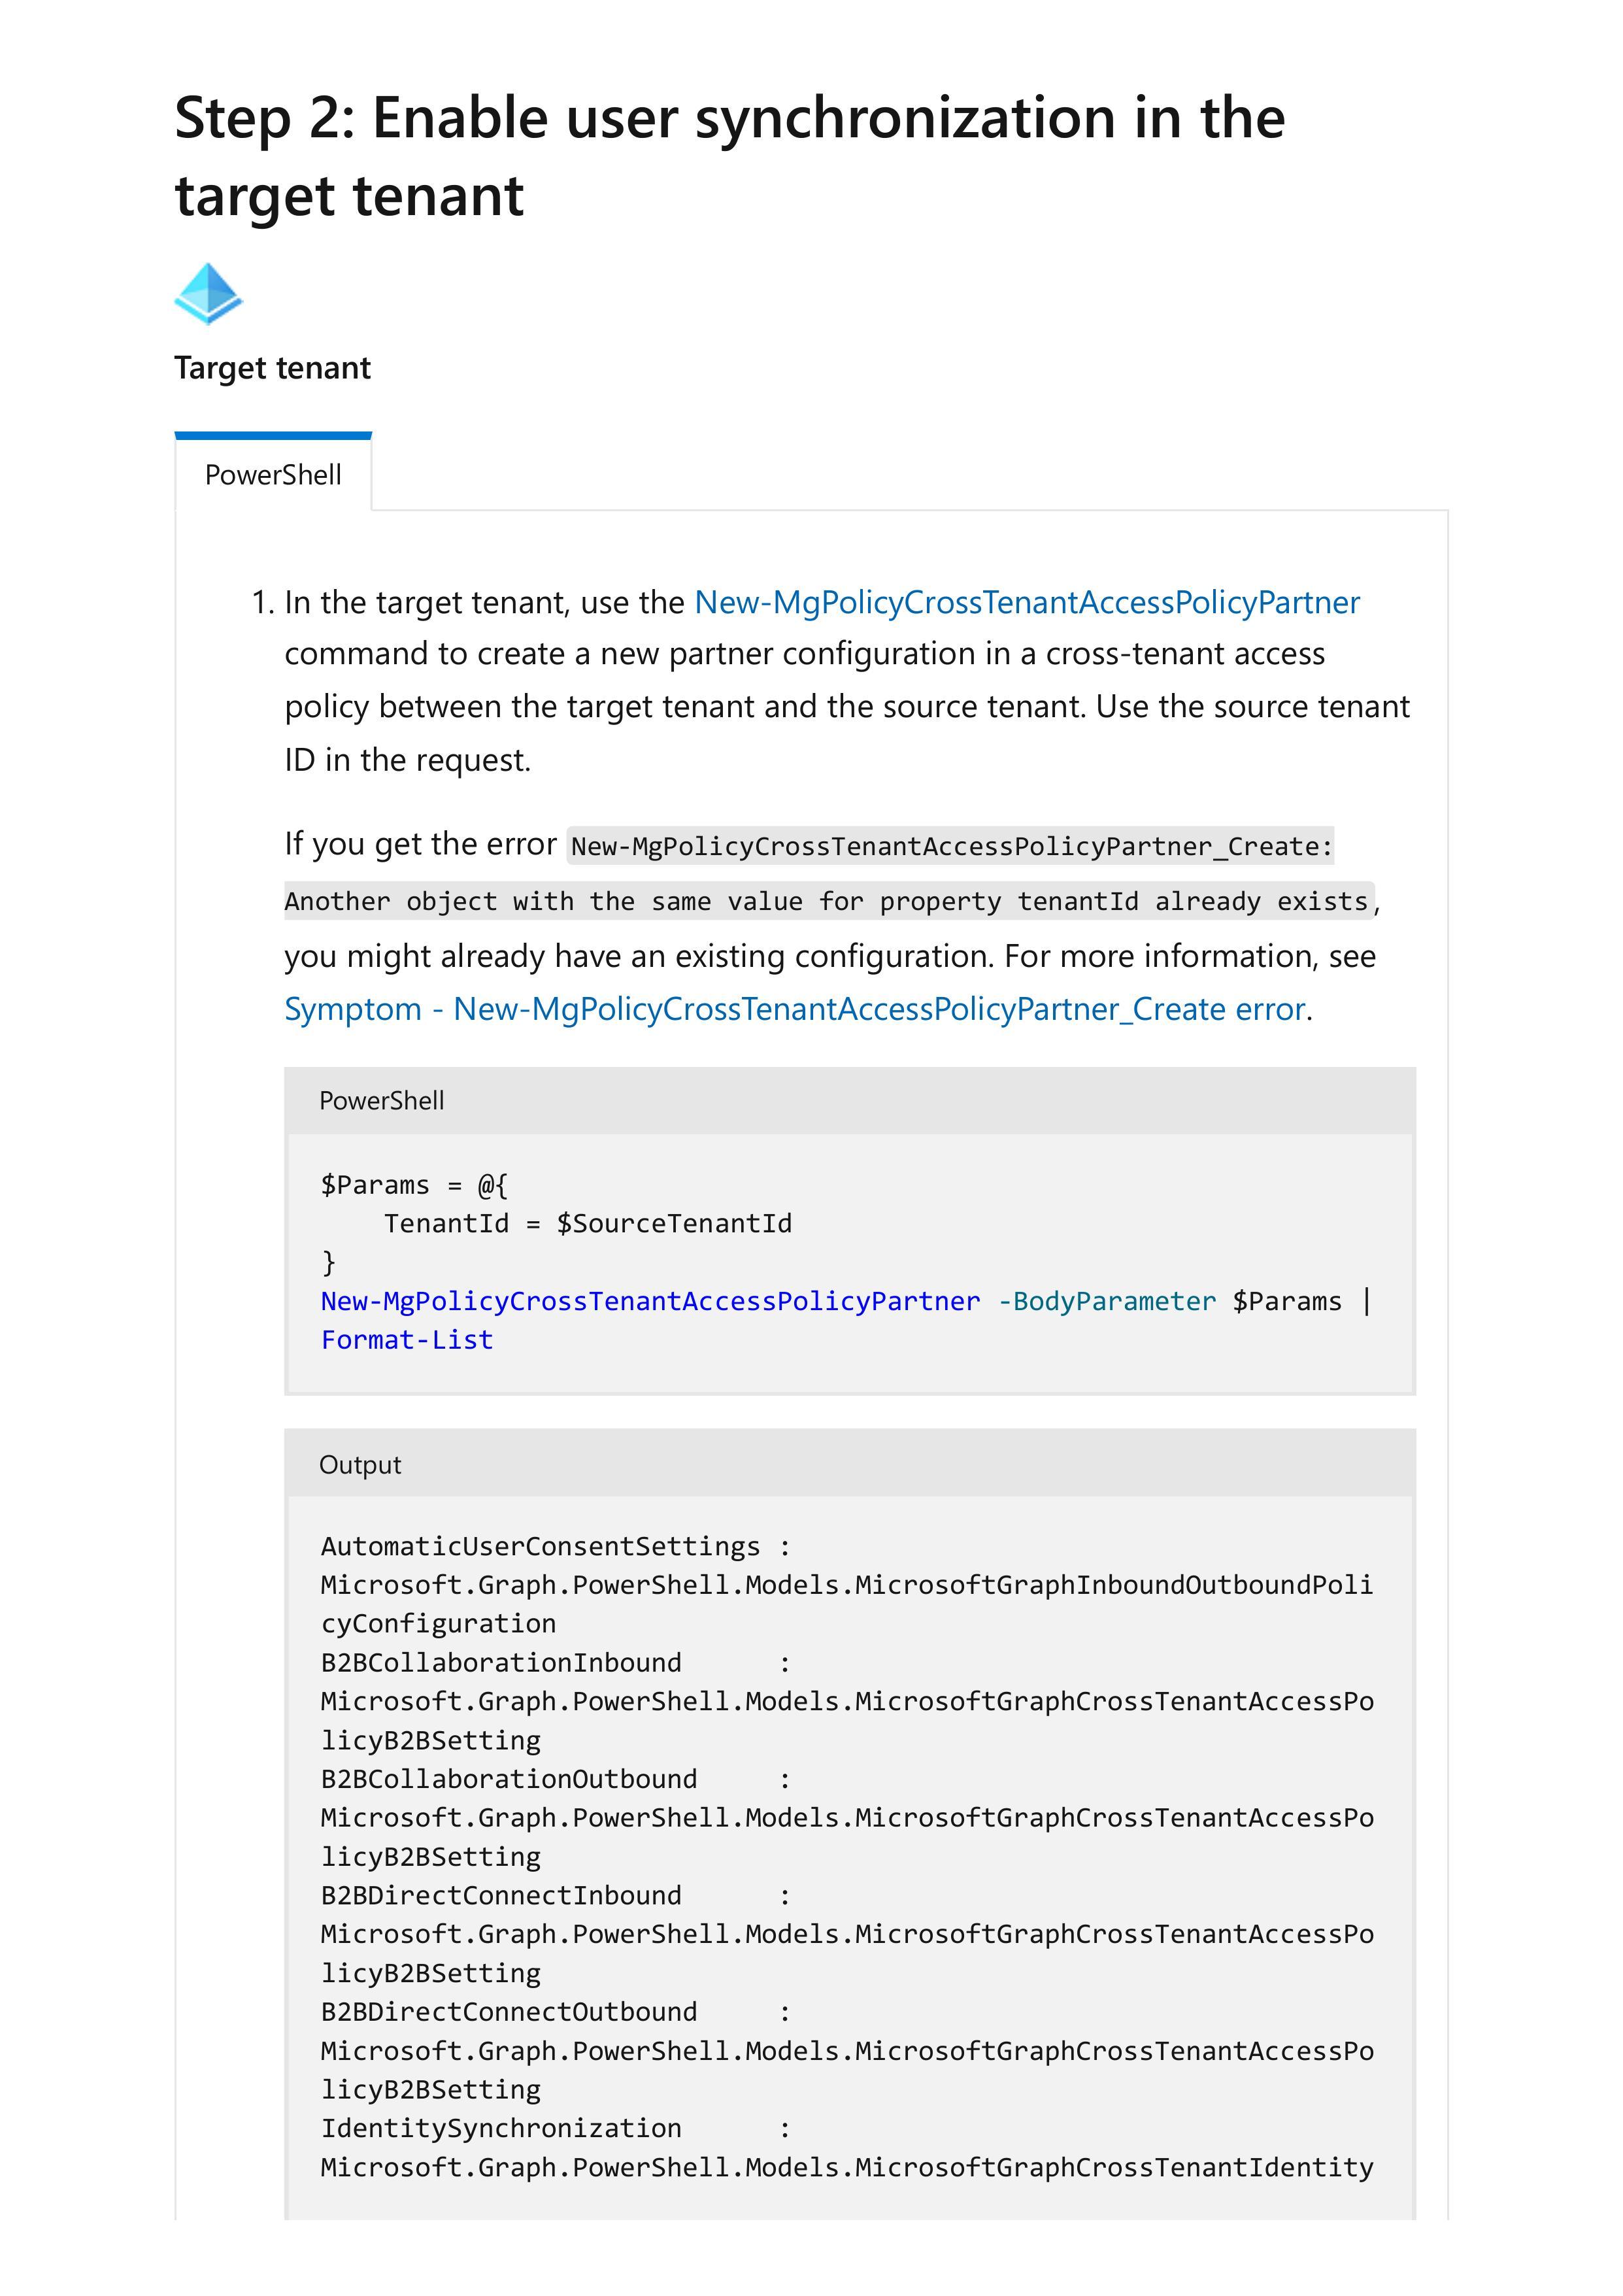 Step 2: Enable user synchronization in the
target tenant
Target tenant
PowerShell
1. In the target tenant, use the New-MgPolicyCrossTenantAccessPolicyPartner
command to create a new partner configuration in a cross-tenant access
policy between the target tenant and the source tenant. Use the source tenant
ID in the request.
If you get the error New-MgPolicyCrossTenantAccessPolicyPartner_Create:
Another object with the same value for property tenantId already exists,
you might already have an existing configuration. For more information, see
Symptom - New-MgPolicyCrossTenantAccessPolicyPartner_Create error.
PowerShell
$Params = @{
    TenantId = $SourceTenantId
}
New-MgPolicyCrossTenantAccessPolicyPartner -BodyParameter $Params |
Format-List
Output
AutomaticUserConsentSettings :
Microsoft.Graph.PowerShell.Models.MicrosoftGraphInboundOutboundPoli
cyConfiguration
B2BCollaborationInbound      :
Microsoft.Graph.PowerShell.Models.MicrosoftGraphCrossTenantAccessPo
licyB2BSetting
B2BCollaborationOutbound     :
Microsoft.Graph.PowerShell.Models.MicrosoftGraphCrossTenantAccessPo
licyB2BSetting
B2BDirectConnectInbound      :
Microsoft.Graph.PowerShell.Models.MicrosoftGraphCrossTenantAccessPo
licyB2BSetting
B2BDirectConnectOutbound     :
Microsoft.Graph.PowerShell.Models.MicrosoftGraphCrossTenantAccessPo
licyB2BSetting
IdentitySynchronization      :
Microsoft.Graph.PowerShell.Models.MicrosoftGraphCrossTenantIdentity